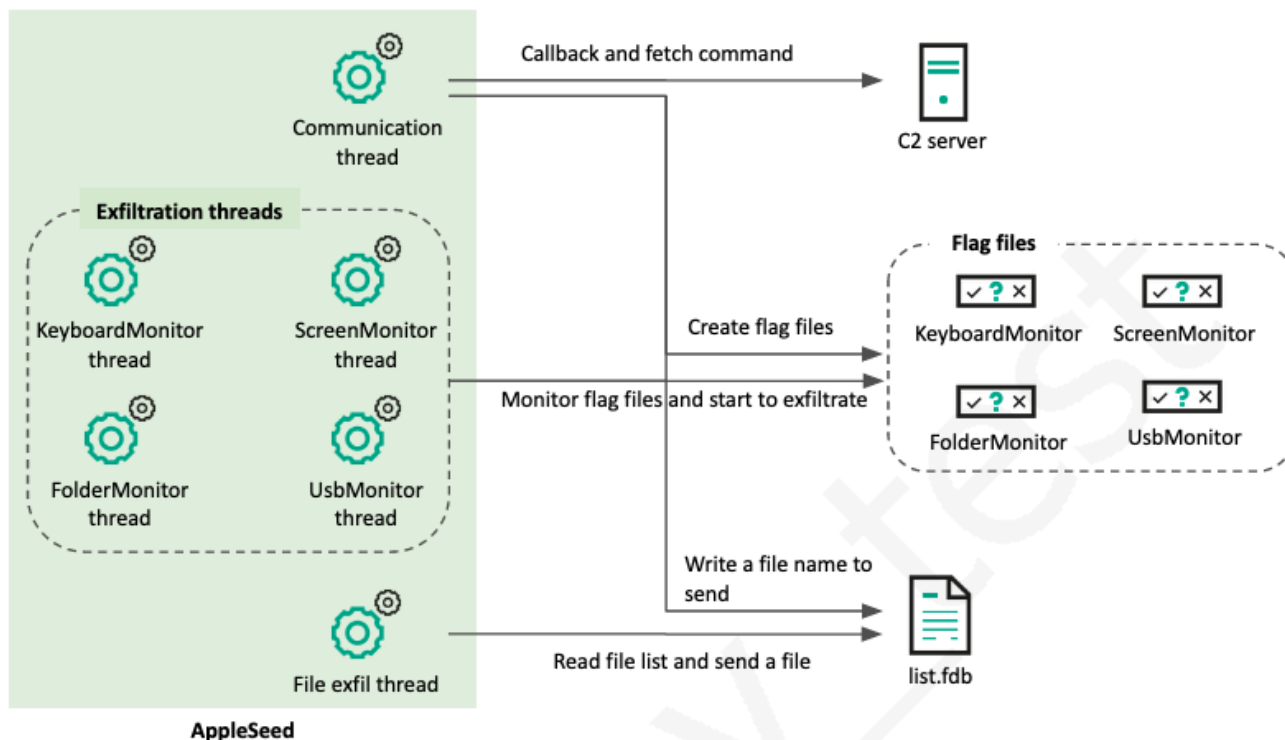 Callback and fetch command
Communication
thread
C2 server
Exfiltration threads
KeyboardMonitor
thread
ScreenMonitor
thread
FolderMonitor
thread
UsbMonitor
thread
Create flag files
Monitor flag files and start to exfiltrate
Flag files
KeyboardMonitor
ScreenMonitor
FolderMonitor
UsbMonitor
Write a file name to
send
Read file list and send a file
File exfil thread
list.fdb
AppleSeed